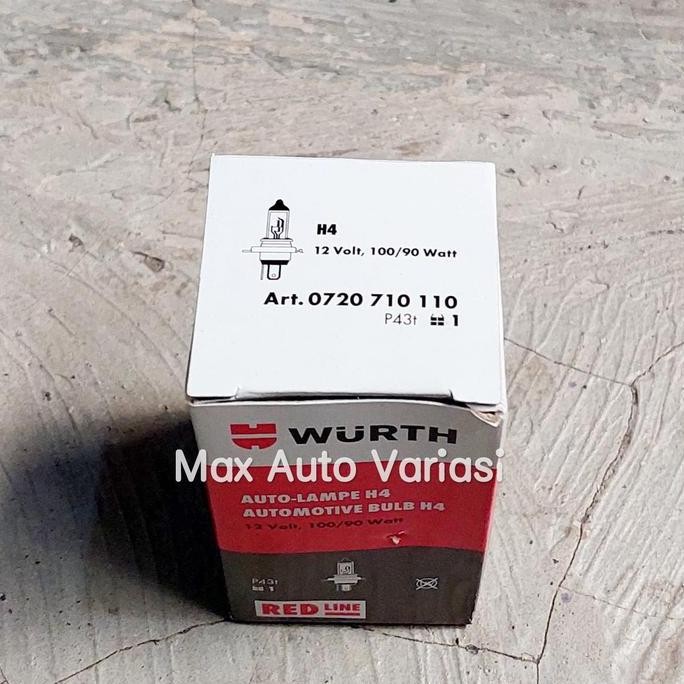 H4
12 Volt, 100/90 Watt
Art. 0720 710 110
P43t 1
WÜRTH
Max Auto Variasi
AUTO-LAMPE H4
AUTOMOTIVE BULB H4
12 Volt, 100/90 Watt
P43t
1
RED LINE